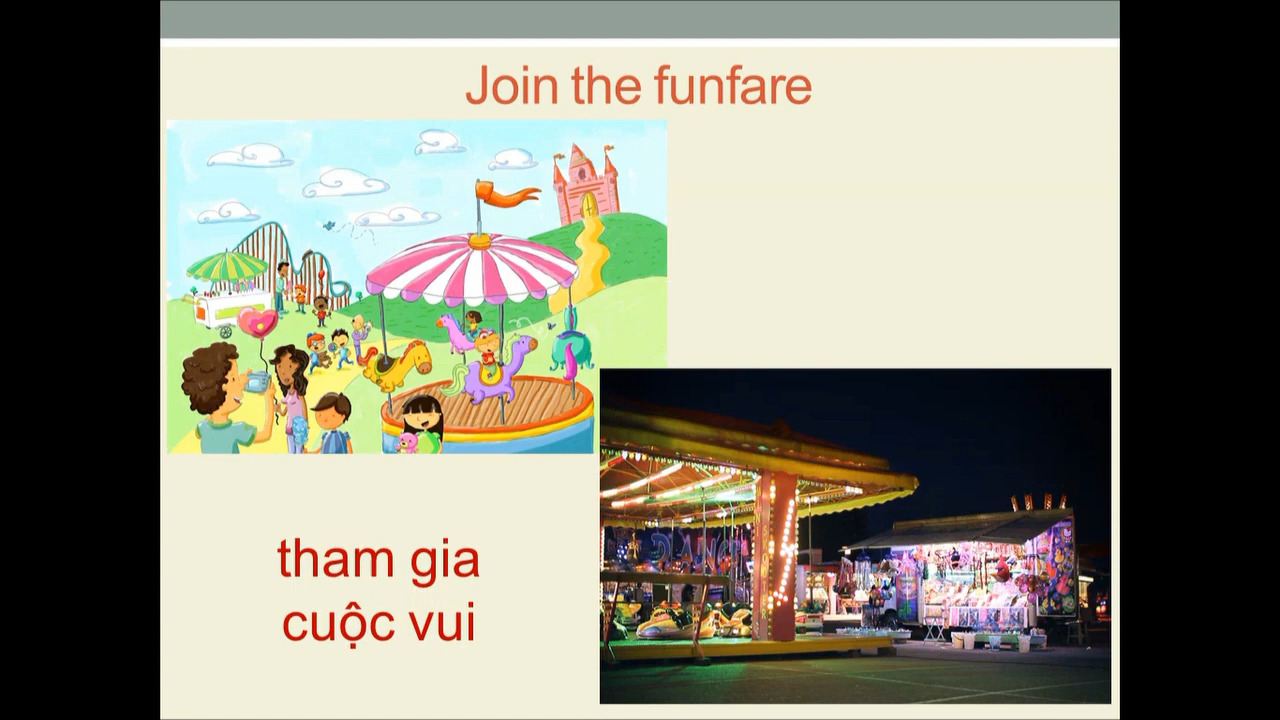 Join the funfare
tham gia
cuộc vui